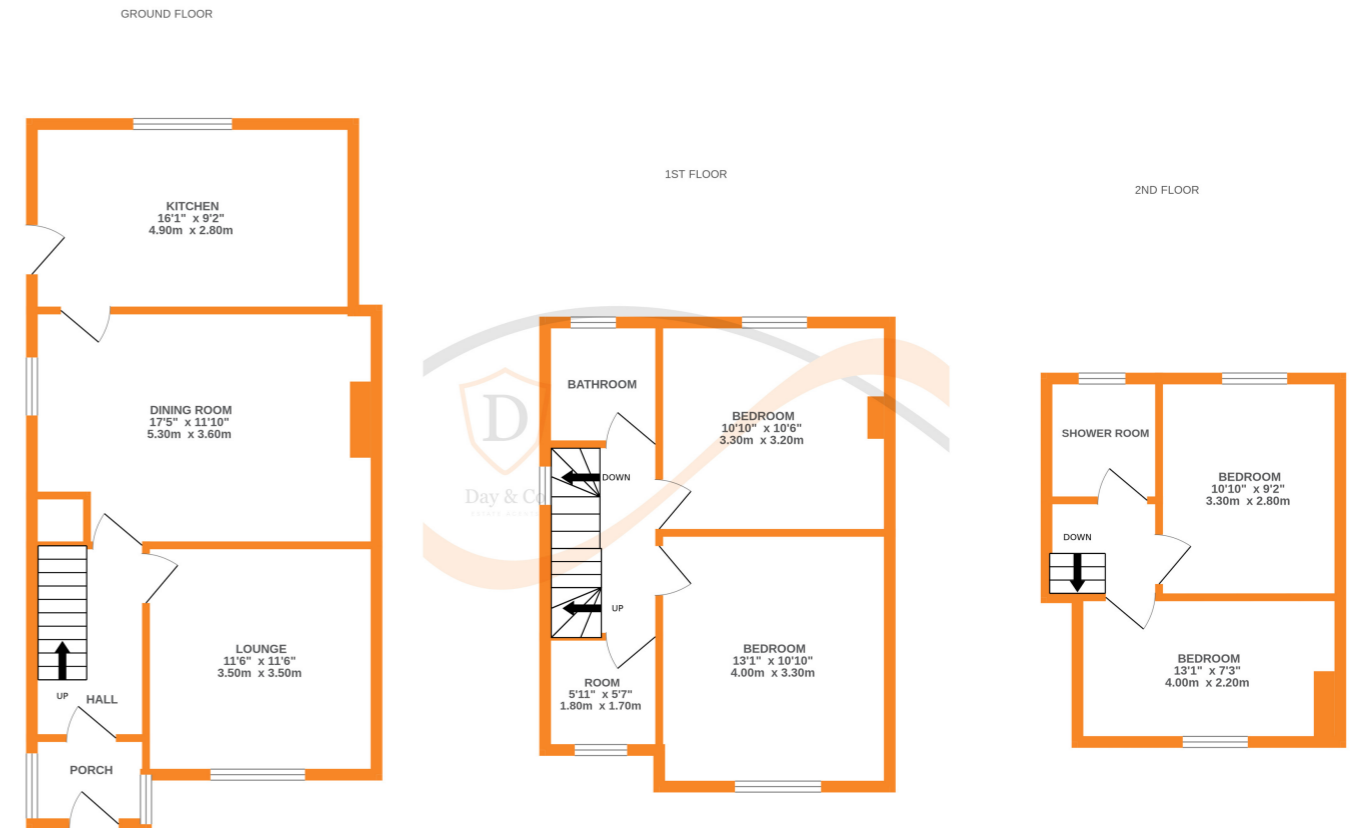 GROUND FLOOR
KITCHEN
16'1" x 9'2"
4.90m x 2.80m
DINING ROOM
17'5" x 11'10"
5.30m x 3.60m
LOUNGE
11'6" x 11'6"
3.50m x 3.50m
UP
HALL
PORCH
1ST FLOOR
BATHROOM
BEDROOM
10'10" x 10'6"
3.30m x 3.20m
DOWN
UP
BEDROOM
13'1" x 10'10"
4.00m x 3.30m
ROOM
5'11" x 5'7"
1.80m x 1.70m
D
Day & Co
2ND FLOOR
SHOWER ROOM
BEDROOM
10'10" x 9'2"
3.30m x 2.80m
DOWN
BEDROOM
13'1" x 7'3"
4.00m x 2.20m